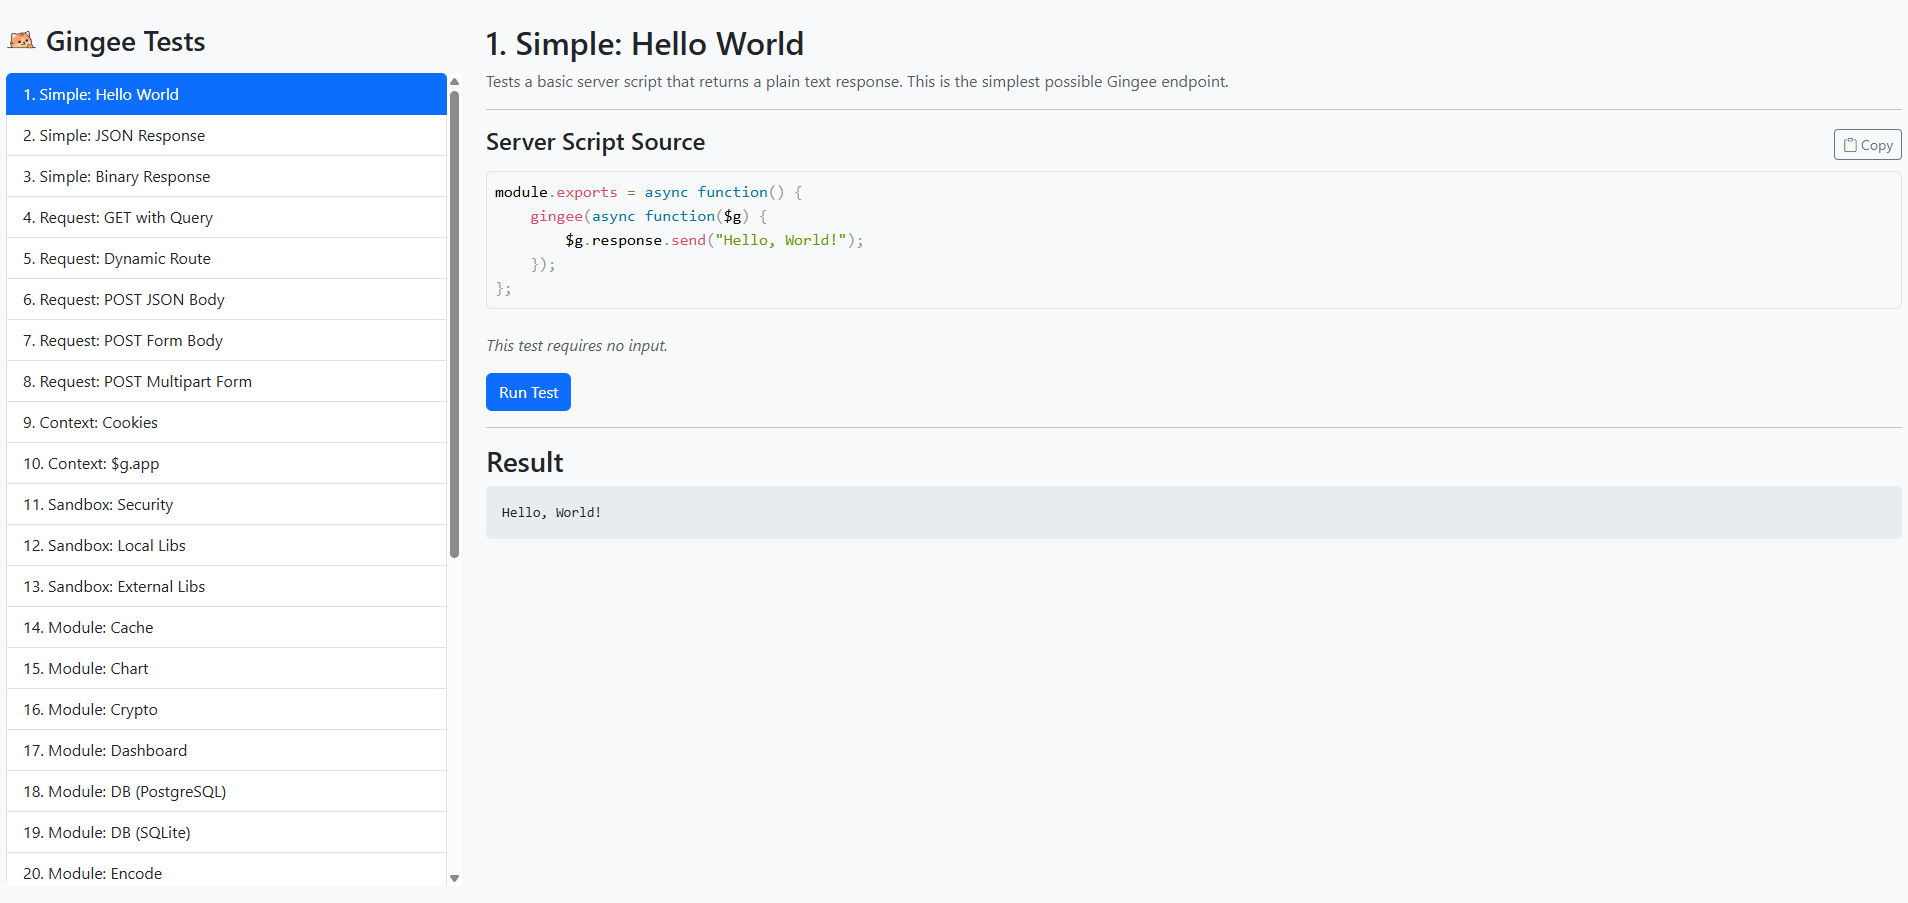 Gingee Tests
1. Simple: Hello World
2. Simple: JSON Response
3. Simple: Binary Response
4. Request: GET with Query
5. Request: Dynamic Route
6. Request: POST JSON Body
7. Request: POST Form Body
8. Request: POST Multipart Form
9. Context: Cookies
10. Context: $g.app
11. Sandbox: Security
12. Sandbox: Local Libs
13. Sandbox: External Libs
14. Module: Cache
15. Module: Chart
16. Module: Crypto
17. Module: Dashboard
18. Module: DB (PostgreSQL)
19. Module: DB (SQLite)
20. Module: Encode
1. Simple: Hello World
Tests a basic server script that returns a plain text response. This is the simplest possible Gingee endpoint.
Server Script Source
Copy
module.exports = async function() {
    gingee(async function($g) {
        $g.response.send("Hello, World!");
    });
};
This test requires no input.
Run Test
Result
Hello, World!